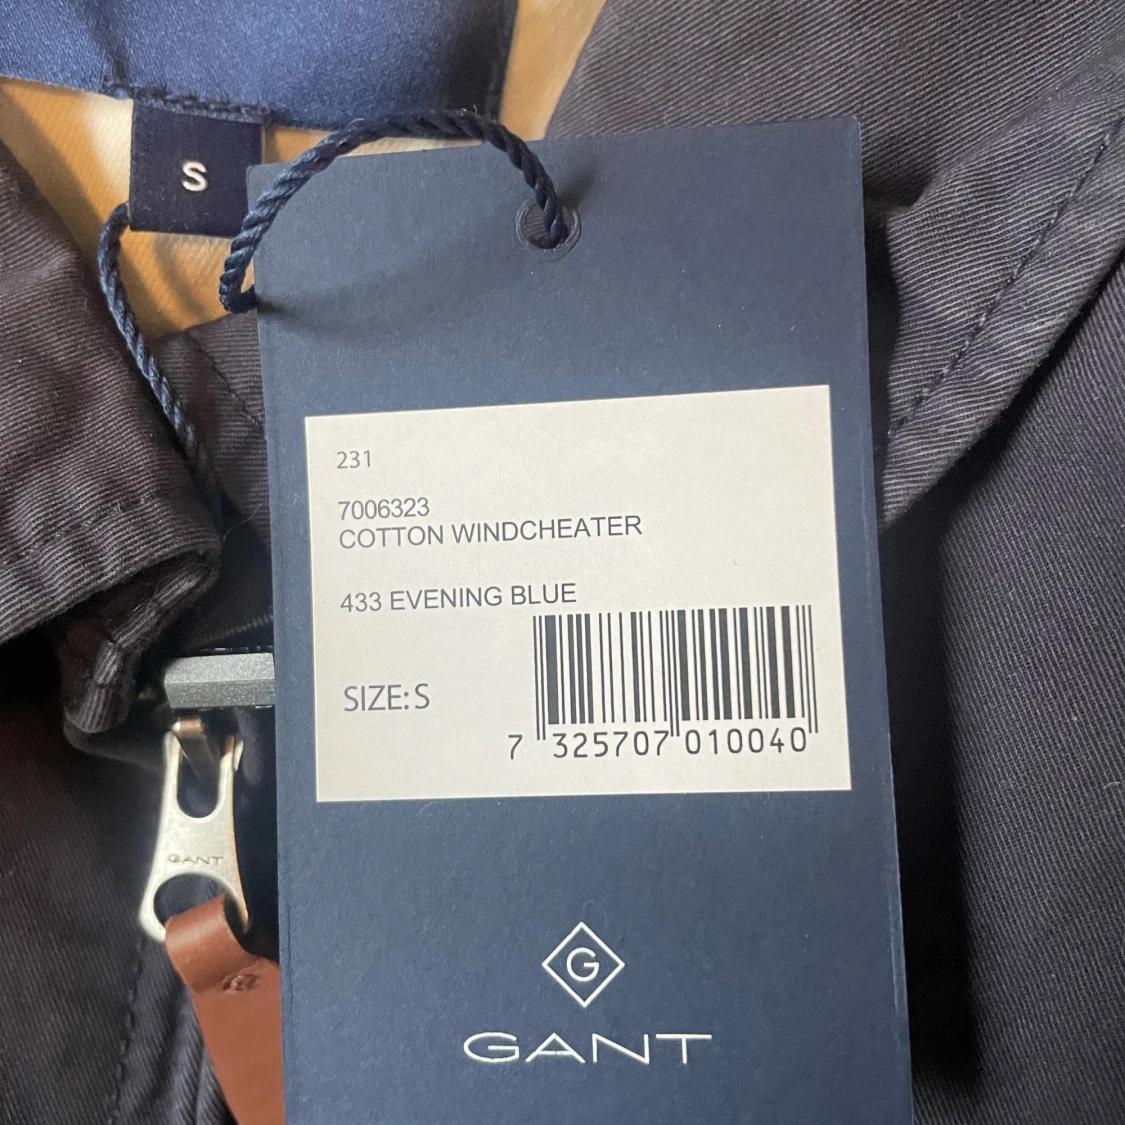 S
231
7006323
COTTON WINDCHEATER
433 EVENING BLUE
SIZE: S
7 325707 010040
GANT
G
GANT